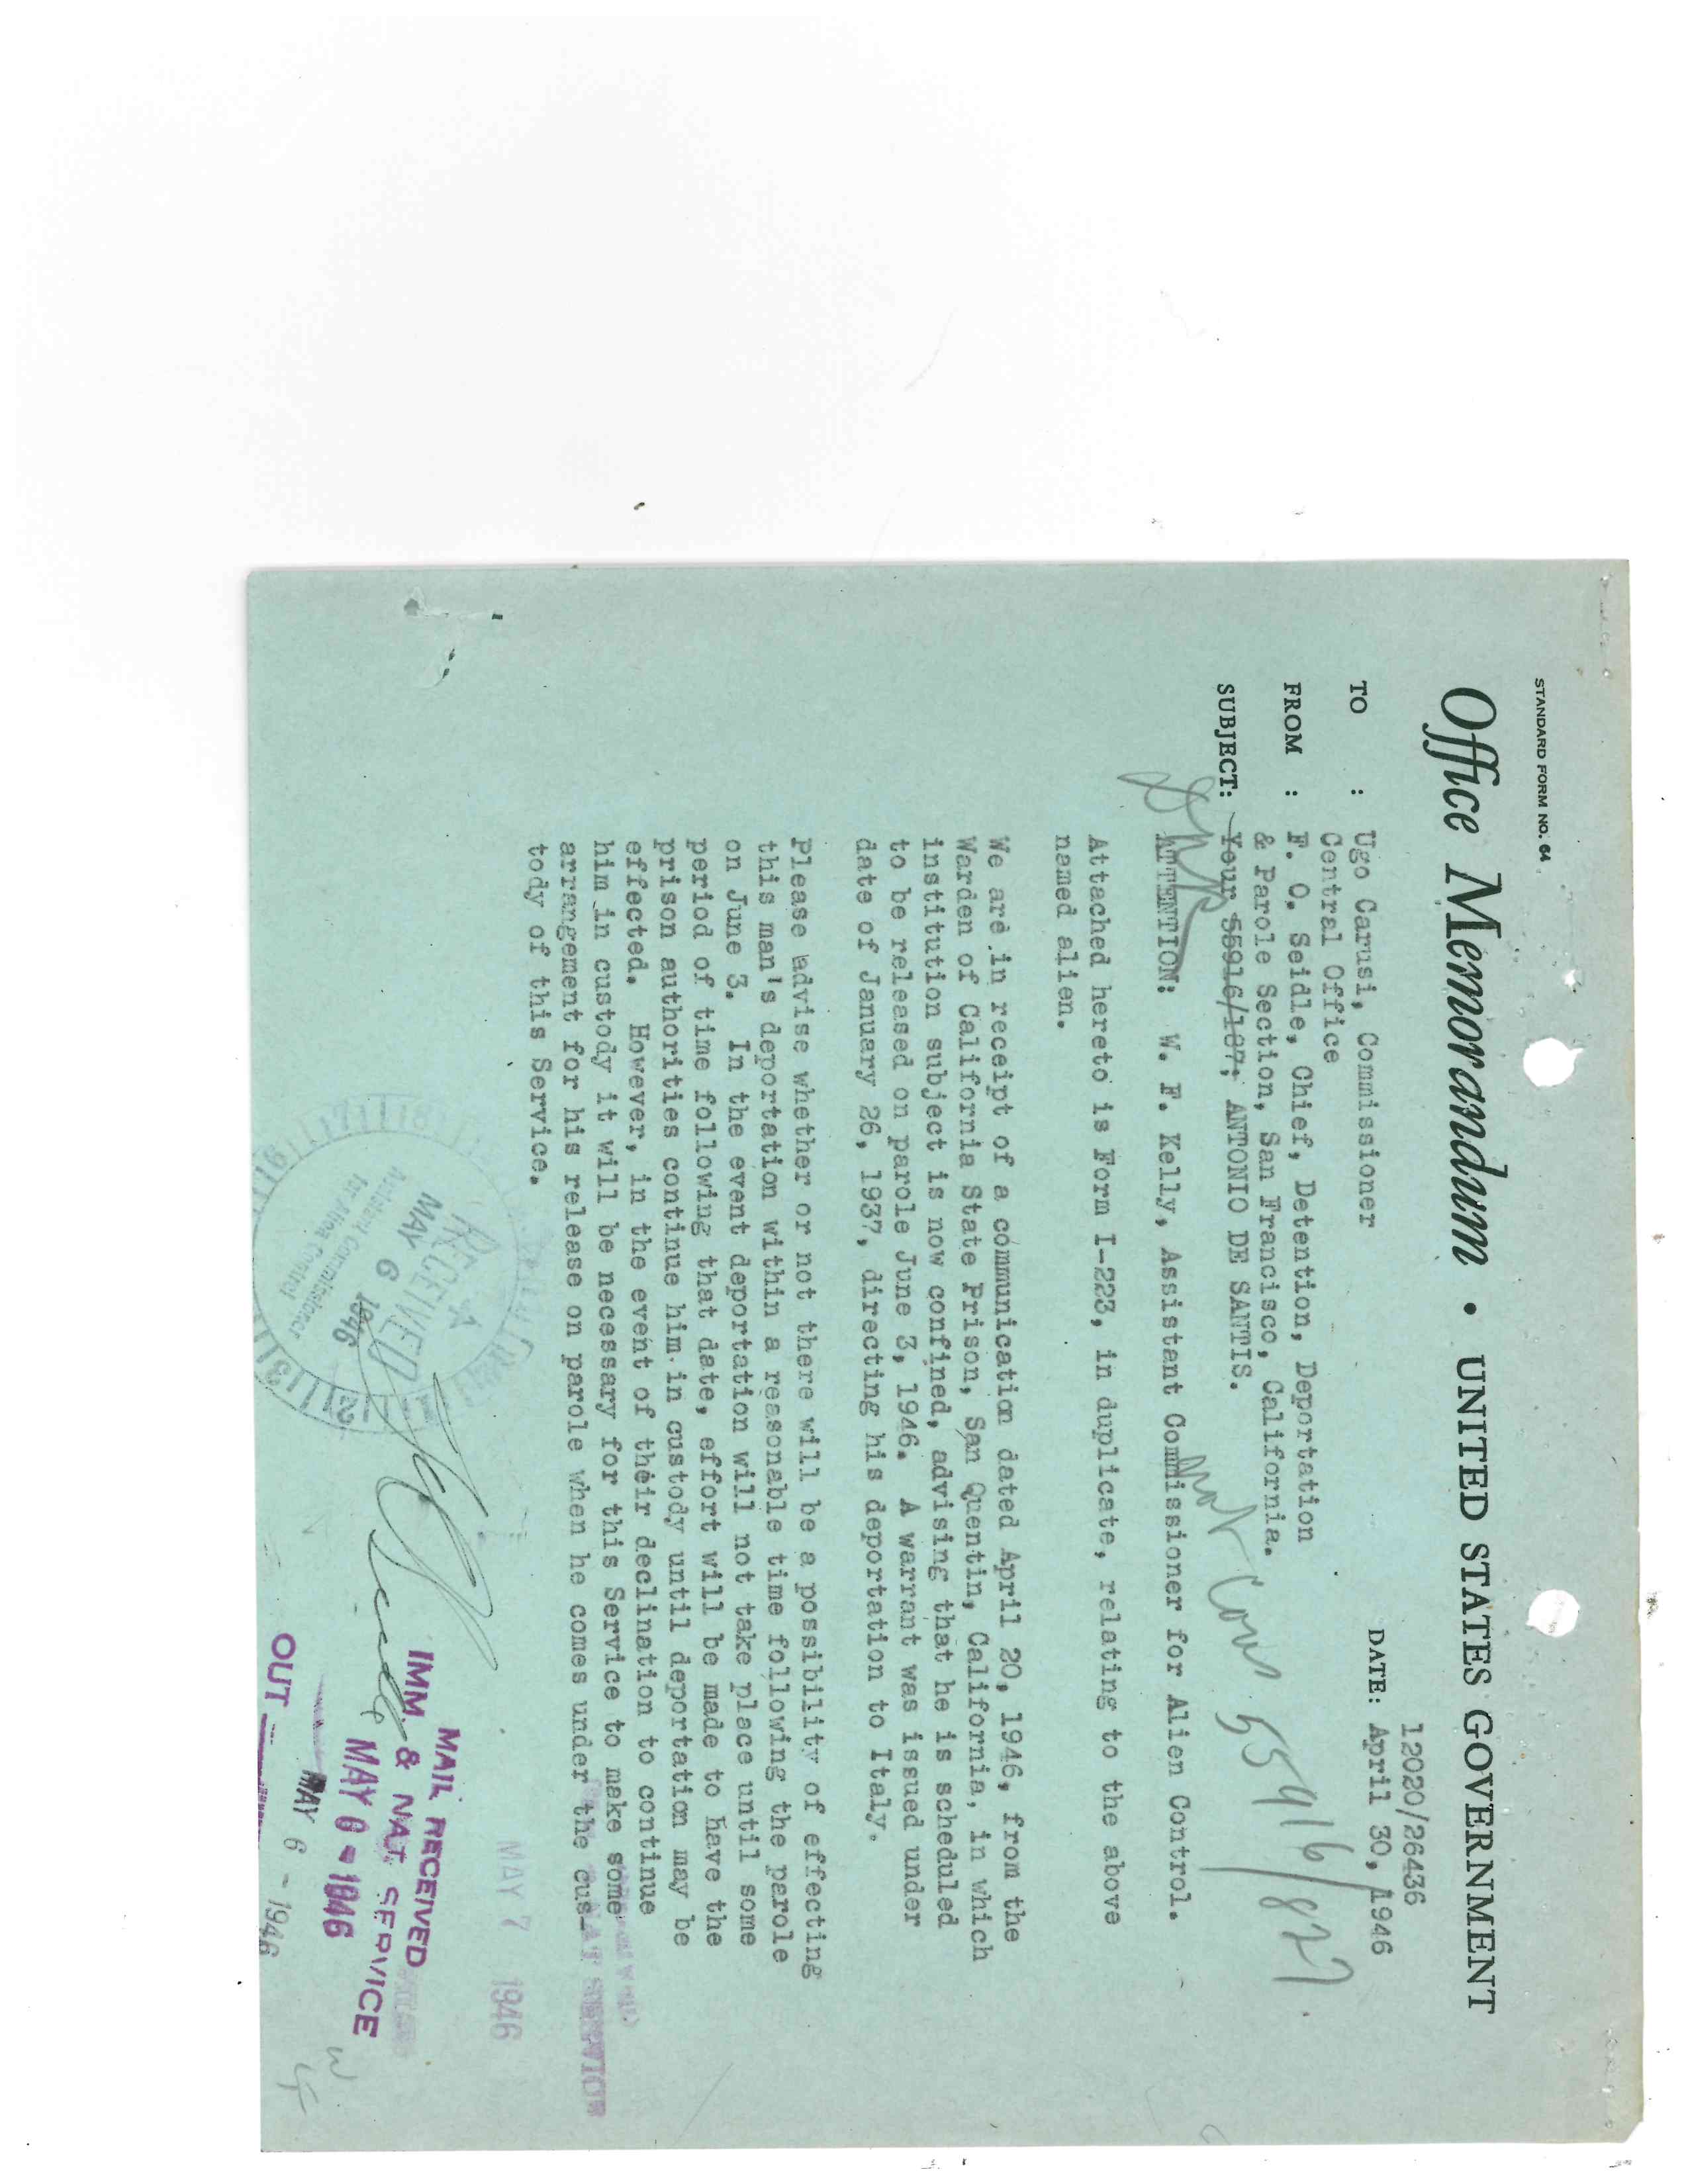 STANDARD FORM NO. 64
Office Memorandum • UNITED STATES GOVERNMENT
12020/26436
TO : Ugo Carusi, Commissioner DATE: April 30, 1946
Central Office
FROM : F. O. Seidle, Chief, Detention, Deportation
& Parole Section, San Francisco, California.
not Cons 55916/827.
SUBJECT: Your 55916/187; ANTONIO DE SANTIS.
ATTENTION: W. F. Kelly, Assistant Commissioner for Alien Control.
Attached hereto is Form I-223, in duplicate, relating to the above
named alien.
We are in receipt of a communication dated April 20, 1946, from the
Warden of California State Prison, San Quentin, California, in which
institution subject is now confined, advising that he is scheduled
to be released on parole June 3, 1946. A warrant was issued under
date of January 26, 1937, directing his deportation to Italy.
Please advise whether or not there will be a possibility of effecting
this man's deportation within a reasonable time following the parole
on June 3. In the event deportation will not take place until some
period of time following that date, effort will be made to have the
prison authorities continue him in custody until deportation may be
effected. However, in the event of their declination to continue
him in custody it will be necessary for this Service to make some
arrangement for his release on parole when he comes under the cus-
tody of this Service.
NAT SERVICE
MAY 7 1946
RECEIVED
MAY 6 1946
Assistant Commissioner
for Alien Control
F O Seidle
MAIL RECEIVED
IMM. & NAT. SERVICE
MAY 6 - 1946
MAY 6 - 1946
OUT